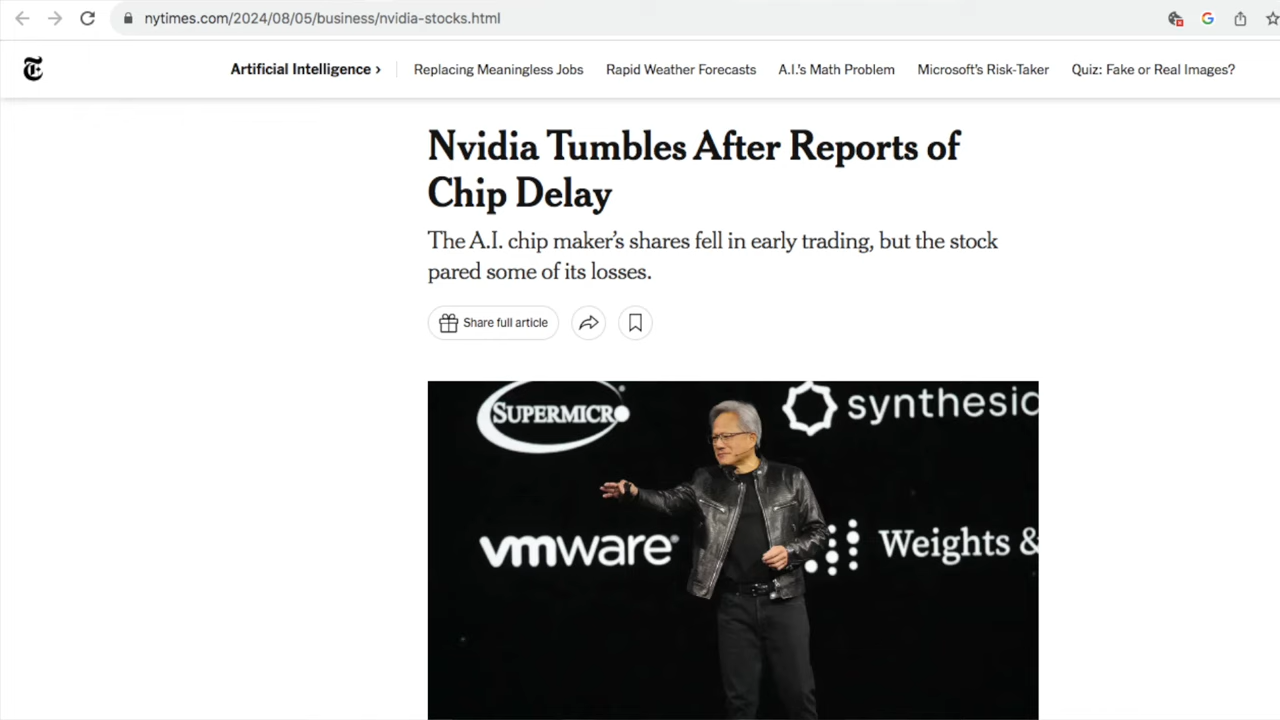 nytimes.com/2024/08/05/business/nvidia-stocks.html
Artificial Intelligence › Replacing Meaningless Jobs Rapid Weather Forecasts A.I.'s Math Problem Microsoft's Risk-Taker Quiz: Fake or Real Images?
Nvidia Tumbles After Reports of
Chip Delay
The A.I. chip maker's shares fell in early trading, but the stock
pared some of its losses.
Share full article
SUPERMICRO synthesic
vmware® Weights &